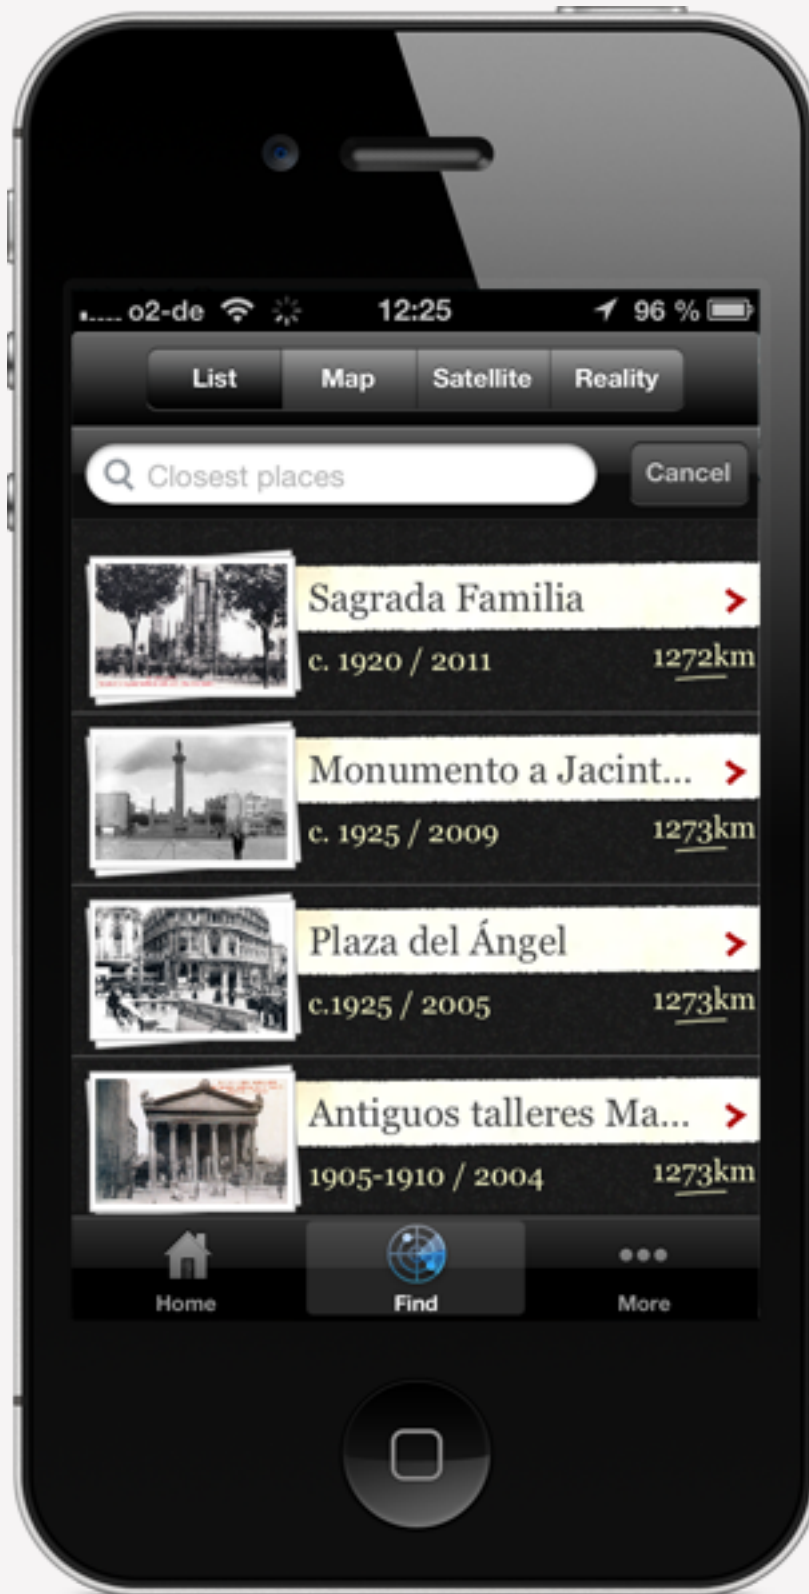 ..... o2-de 12:25 96 %
List Map Satellite Reality
Closest places Cancel
Sagrada Familia
c. 1920 / 2011 1272km
Monumento a Jacint...
c. 1925 / 2009 1273km
Plaza del Ángel
c.1925 / 2005 1273km
Antiguos talleres Ma...
1905-1910 / 2004 1273km
Home Find More